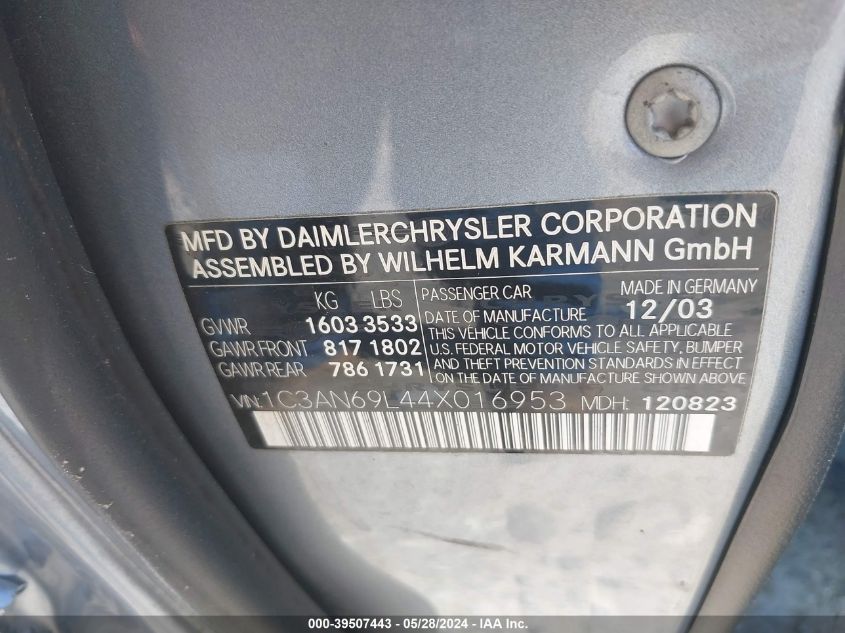 MFD BY DAIMLERCHRYSLER CORPORATION
ASSEMBLED BY WILHELM KARMANN GmbH
KG LBS
GVWR 1603 3533
GAWR.FRONT 817 1802
GAWR.REAR 786 1731
PASSENGER CAR MADE IN GERMANY
DATE OF MANUFACTURE 12/03
THIS VEHICLE CONFORMS TO ALL APPLICABLE
U.S. FEDERAL MOTOR VEHICLE SAFETY, BUMPER
AND THEFT PREVENTION STANDARDS IN EFFECT
ON THE DATE OF MANUFACTURE SHOWN ABOVE.
VIN: 1C3AN69L44X016953 MDH: 120823
000-39507443 - 05/28/2024 - IAA Inc.